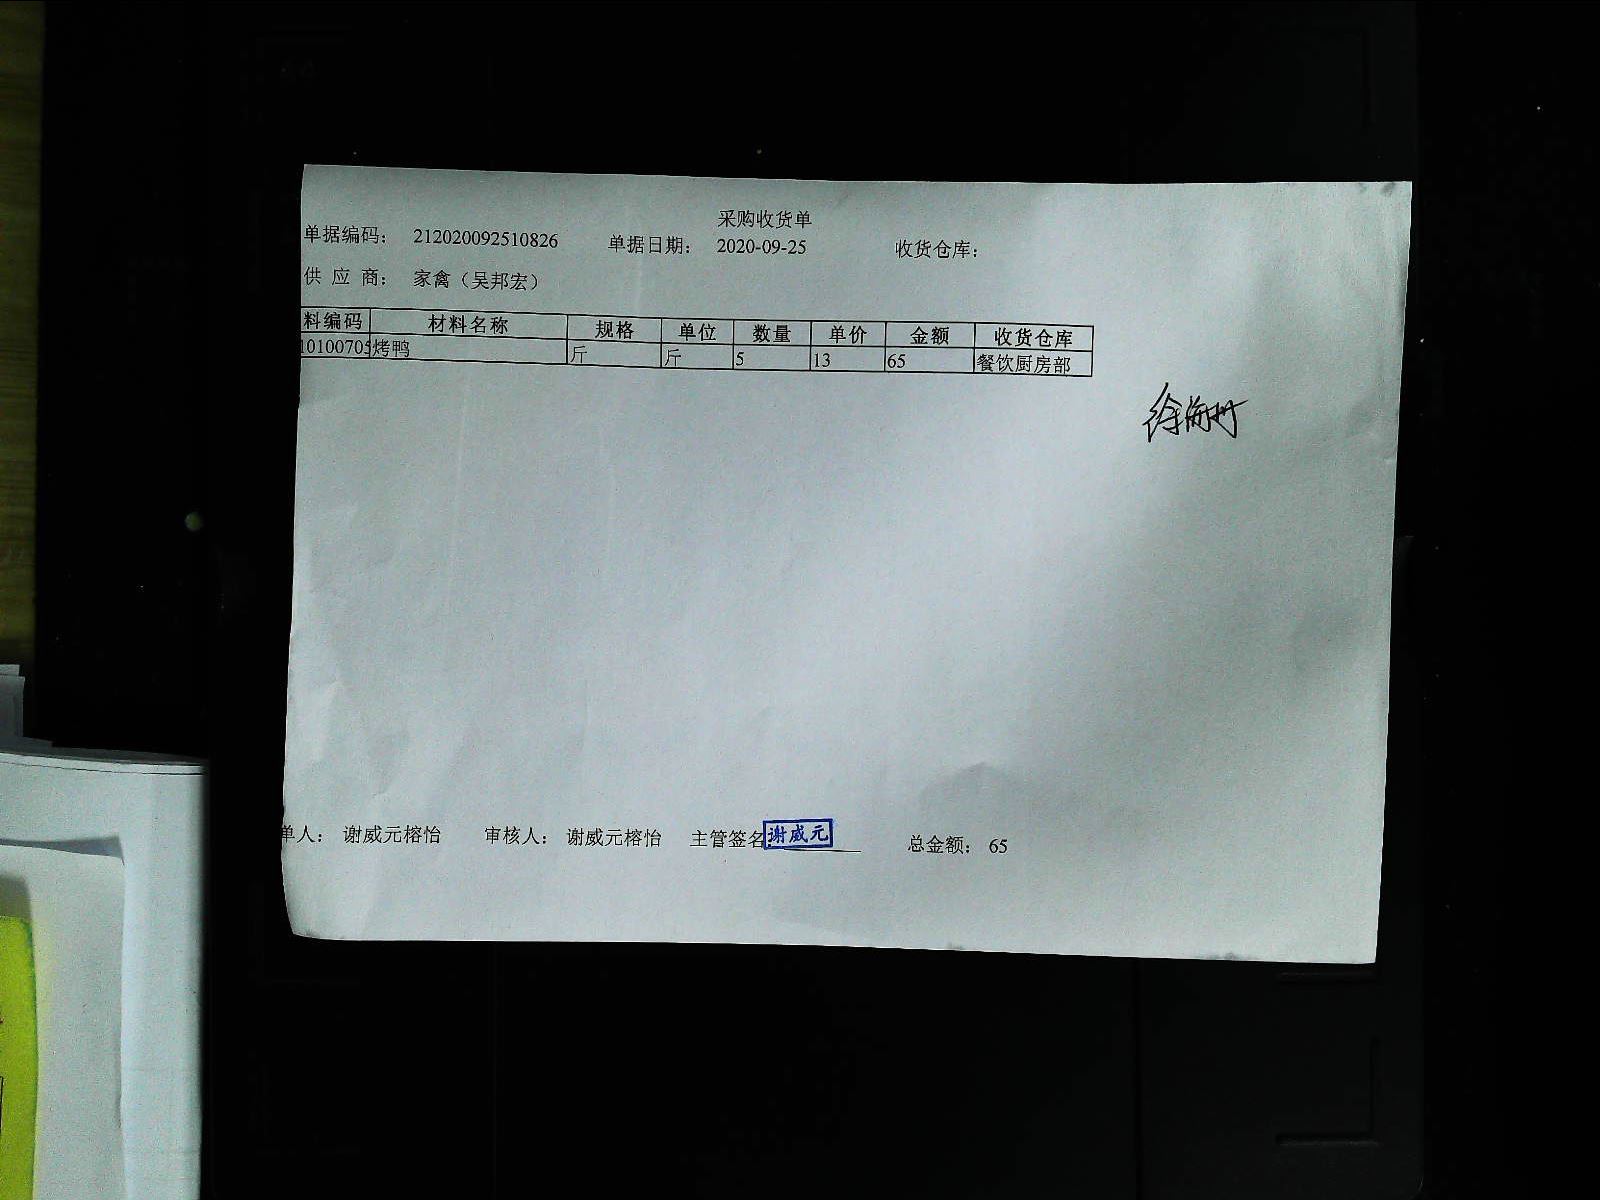 采购收货单
单据编码： 212020092510826 单据日期： 2020-09-25 收货仓库：
供 应 商： 家禽（吴邦宏）
料编码 材料名称 规格 单位 数量 单价 金额 收货仓库
10100705 烤鸭 斤 斤 5 13 65 餐饮厨房部
单人： 谢威元榕怡 审核人： 谢威元榕怡 主管签名: 谢威元 总金额： 65